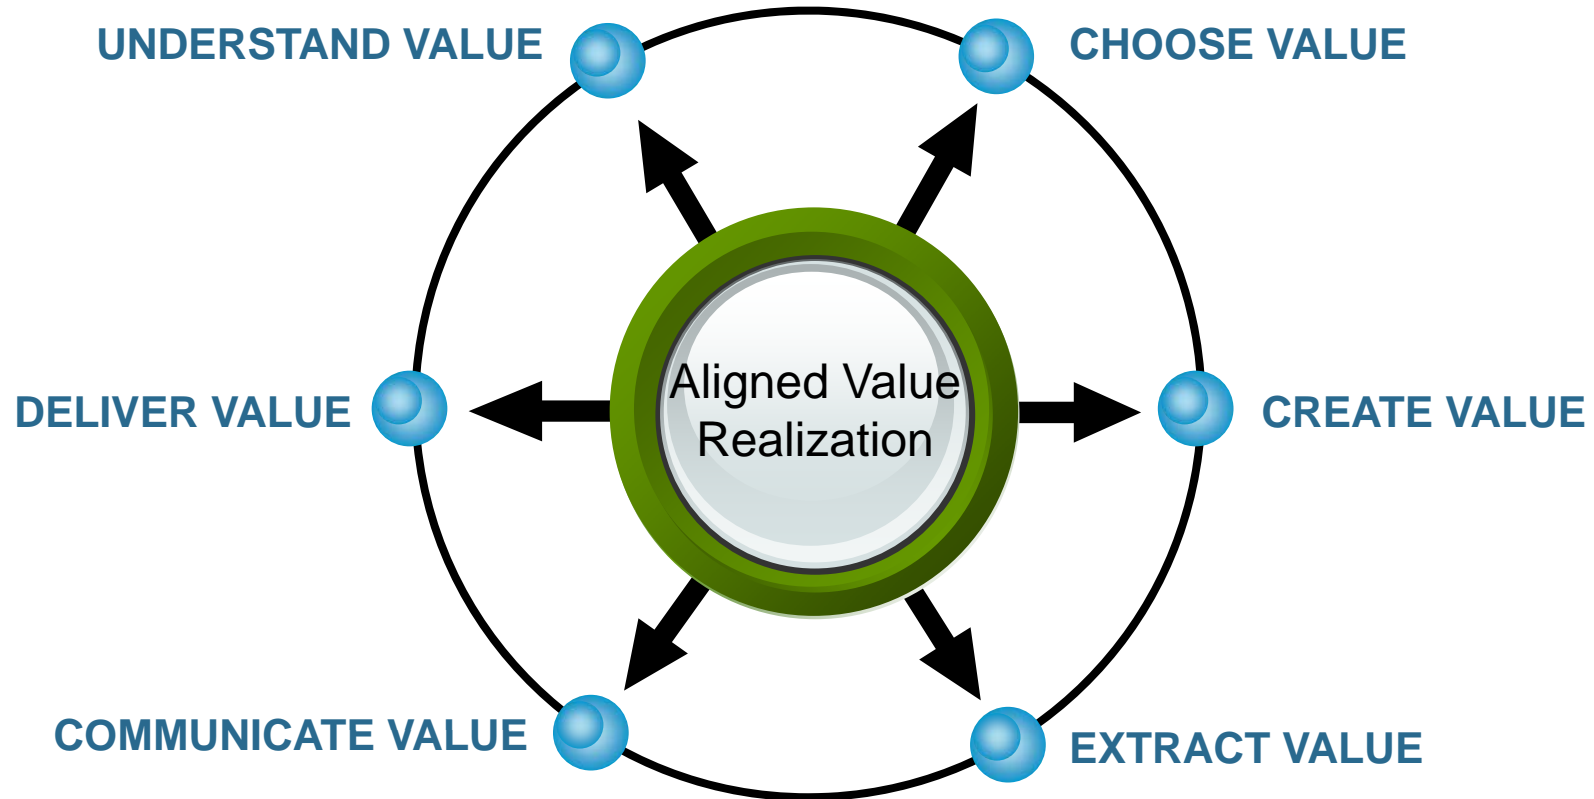 UNDERSTAND VALUE
CHOOSE VALUE
DELIVER VALUE
Aligned Value
Realization
CREATE VALUE
COMMUNICATE VALUE
EXTRACT VALUE